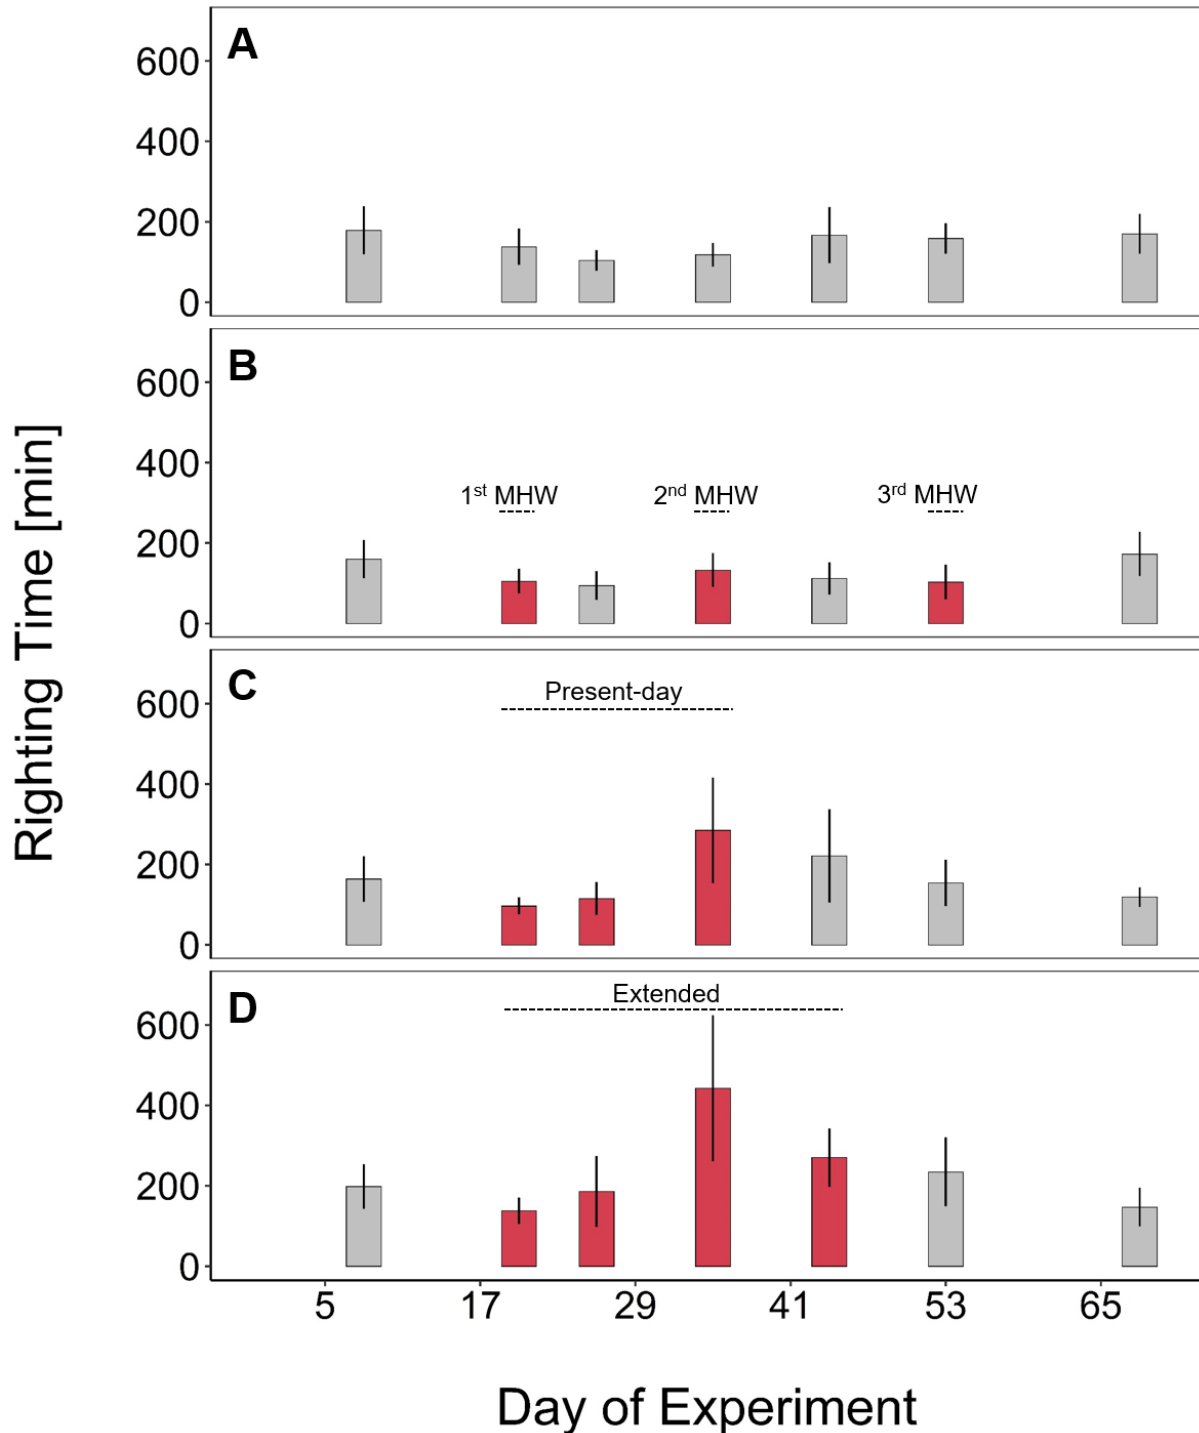 Righting Time [min]
A
600
400
200
0
B
600
400
200
0
1st MHW
2nd MHW
3rd MHW
C
600
400
200
0
Present-day
D
600
400
200
0
Extended
5 17 29 41 53 65
Day of Experiment